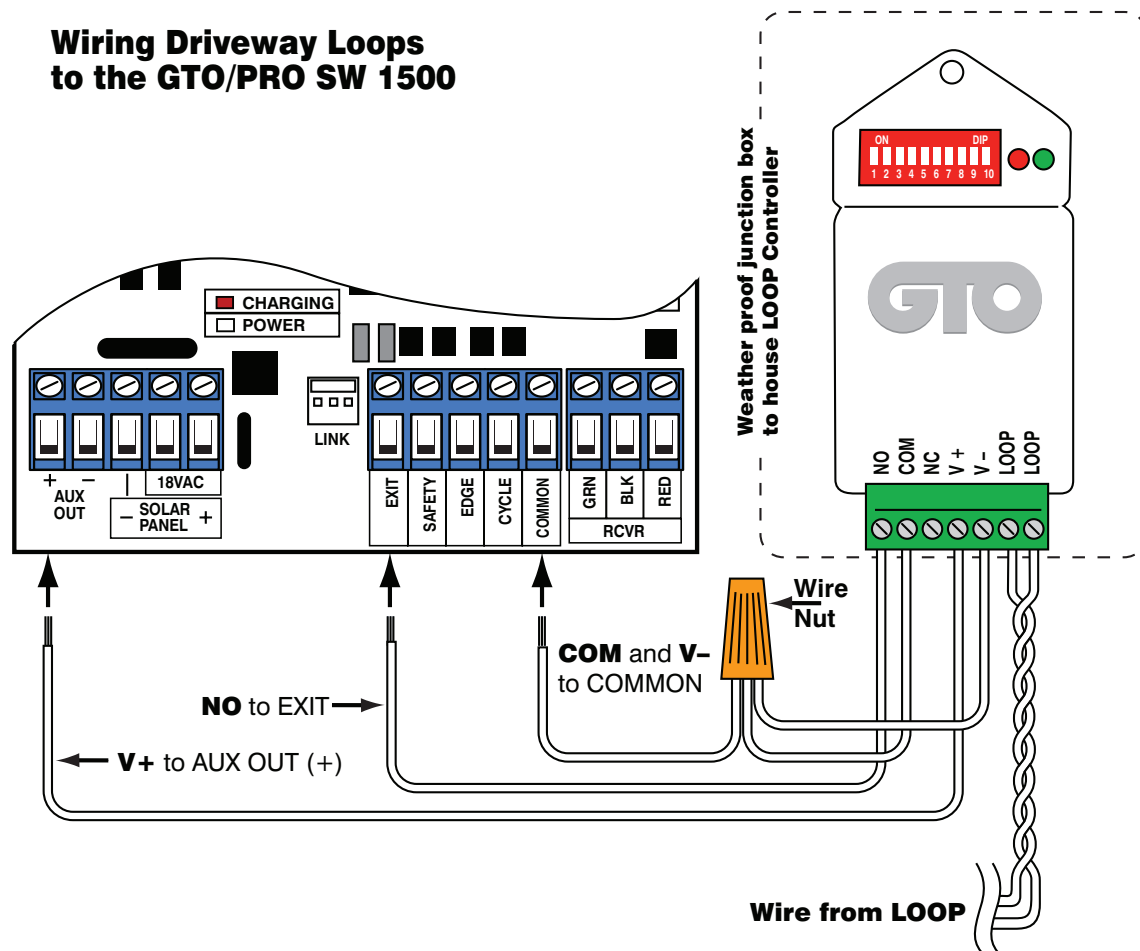 Wiring Driveway Loops
to the GTO/PRO SW 1500
Weather proof junction box
to house LOOP Controller
ON DIP
1 2 3 4 5 6 7 8 9 10
GTO
NO COM NC V + V - LOOP LOOP
CHARGING
POWER
LINK
+ AUX OUT −
18VAC
− SOLAR PANEL +
EXIT SAFETY EDGE CYCLE COMMON
GRN BLK RED
RCVR
Wire
Nut
COM and V–
to COMMON
NO to EXIT
V+ to AUX OUT (+)
Wire from LOOP